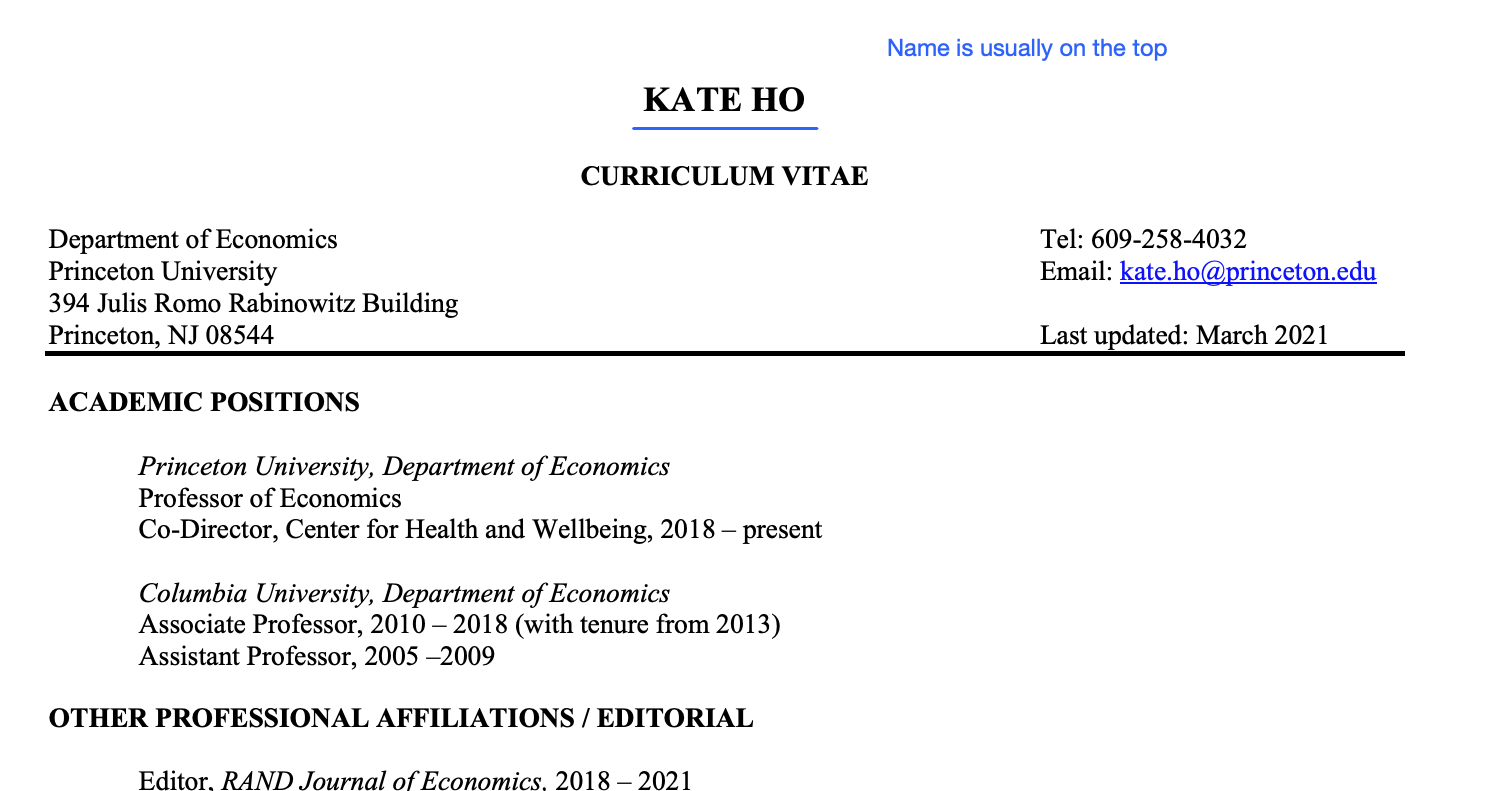 Name is usually on the top
KATE HO
CURRICULUM VITAE
Department of Economics
Princeton University
394 Julis Romo Rabinowitz Building
Princeton, NJ 08544
Tel: 609-258-4032
Email: kate.ho@princeton.edu
Last updated: March 2021
ACADEMIC POSITIONS
Princeton University, Department of Economics
Professor of Economics
Co-Director, Center for Health and Wellbeing, 2018 – present
Columbia University, Department of Economics
Associate Professor, 2010 – 2018 (with tenure from 2013)
Assistant Professor, 2005 –2009
OTHER PROFESSIONAL AFFILIATIONS / EDITORIAL
Editor, RAND Journal of Economics, 2018 – 2021